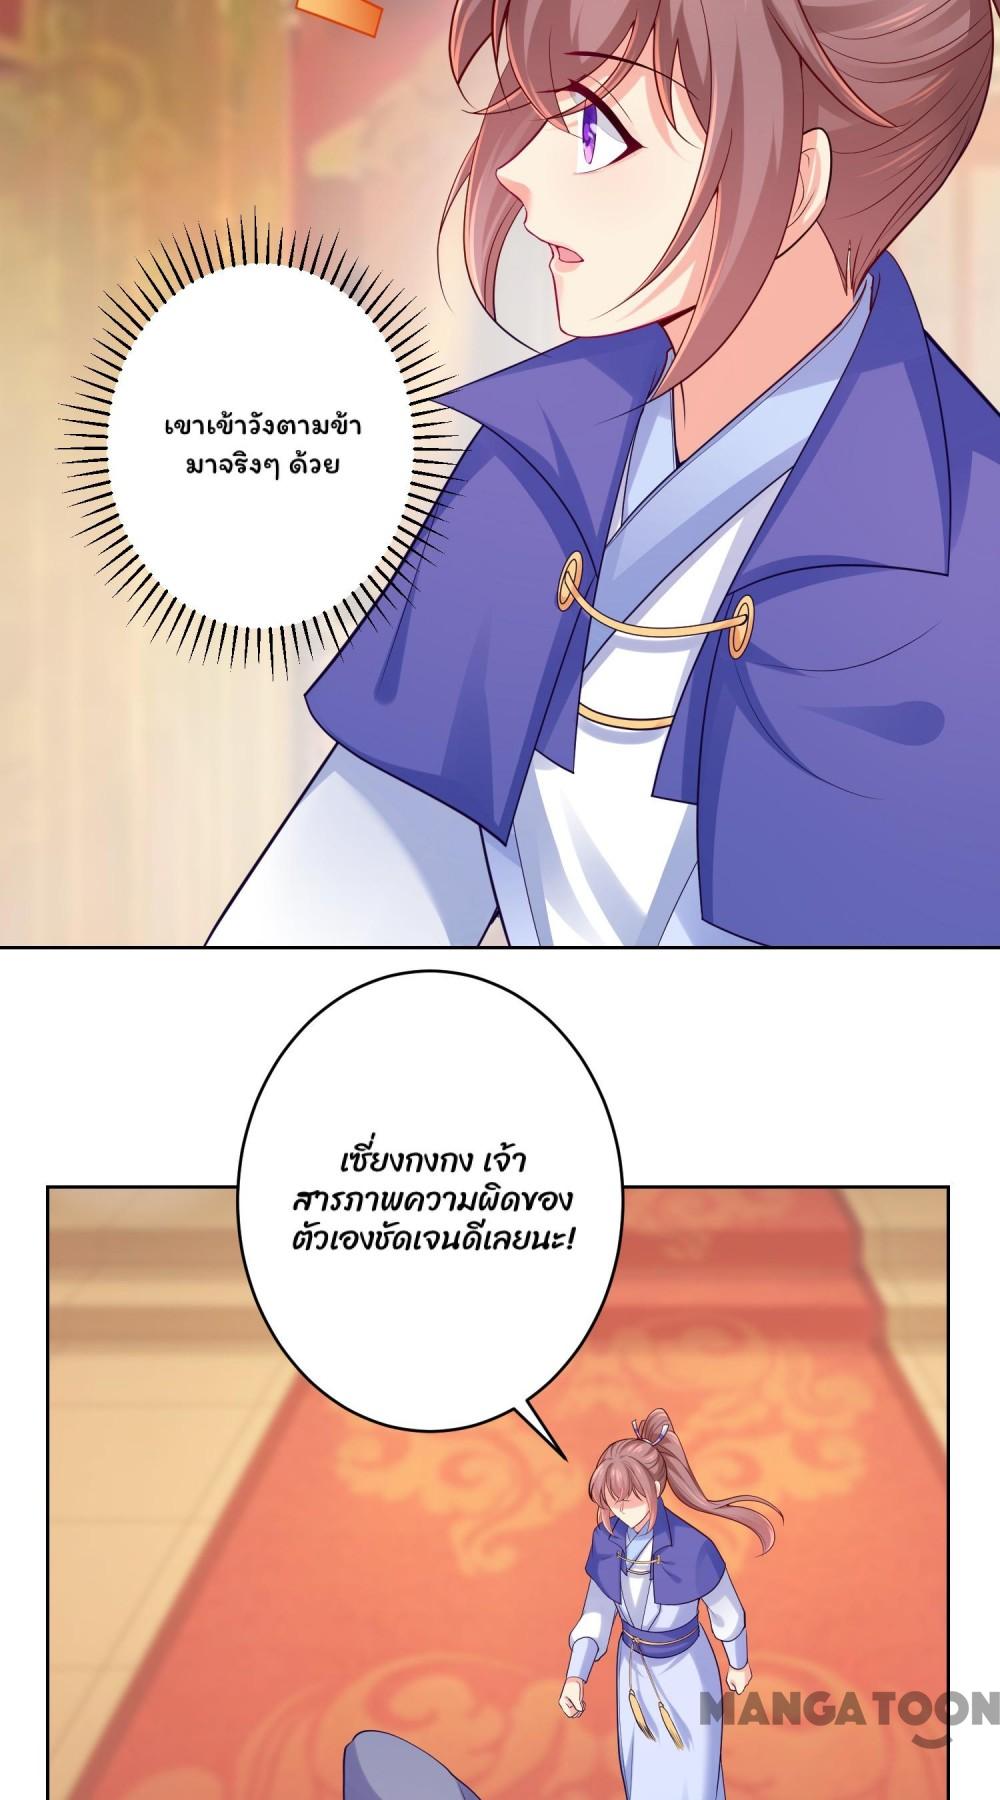 เขาเข้าวังตามข้า
มาจริงๆ ด้วย
เซี่ยงกงกง เจ้า
สารภาพความผิดของ
ตัวเองชัดเจนดีเลยนะ!
MANGATOON